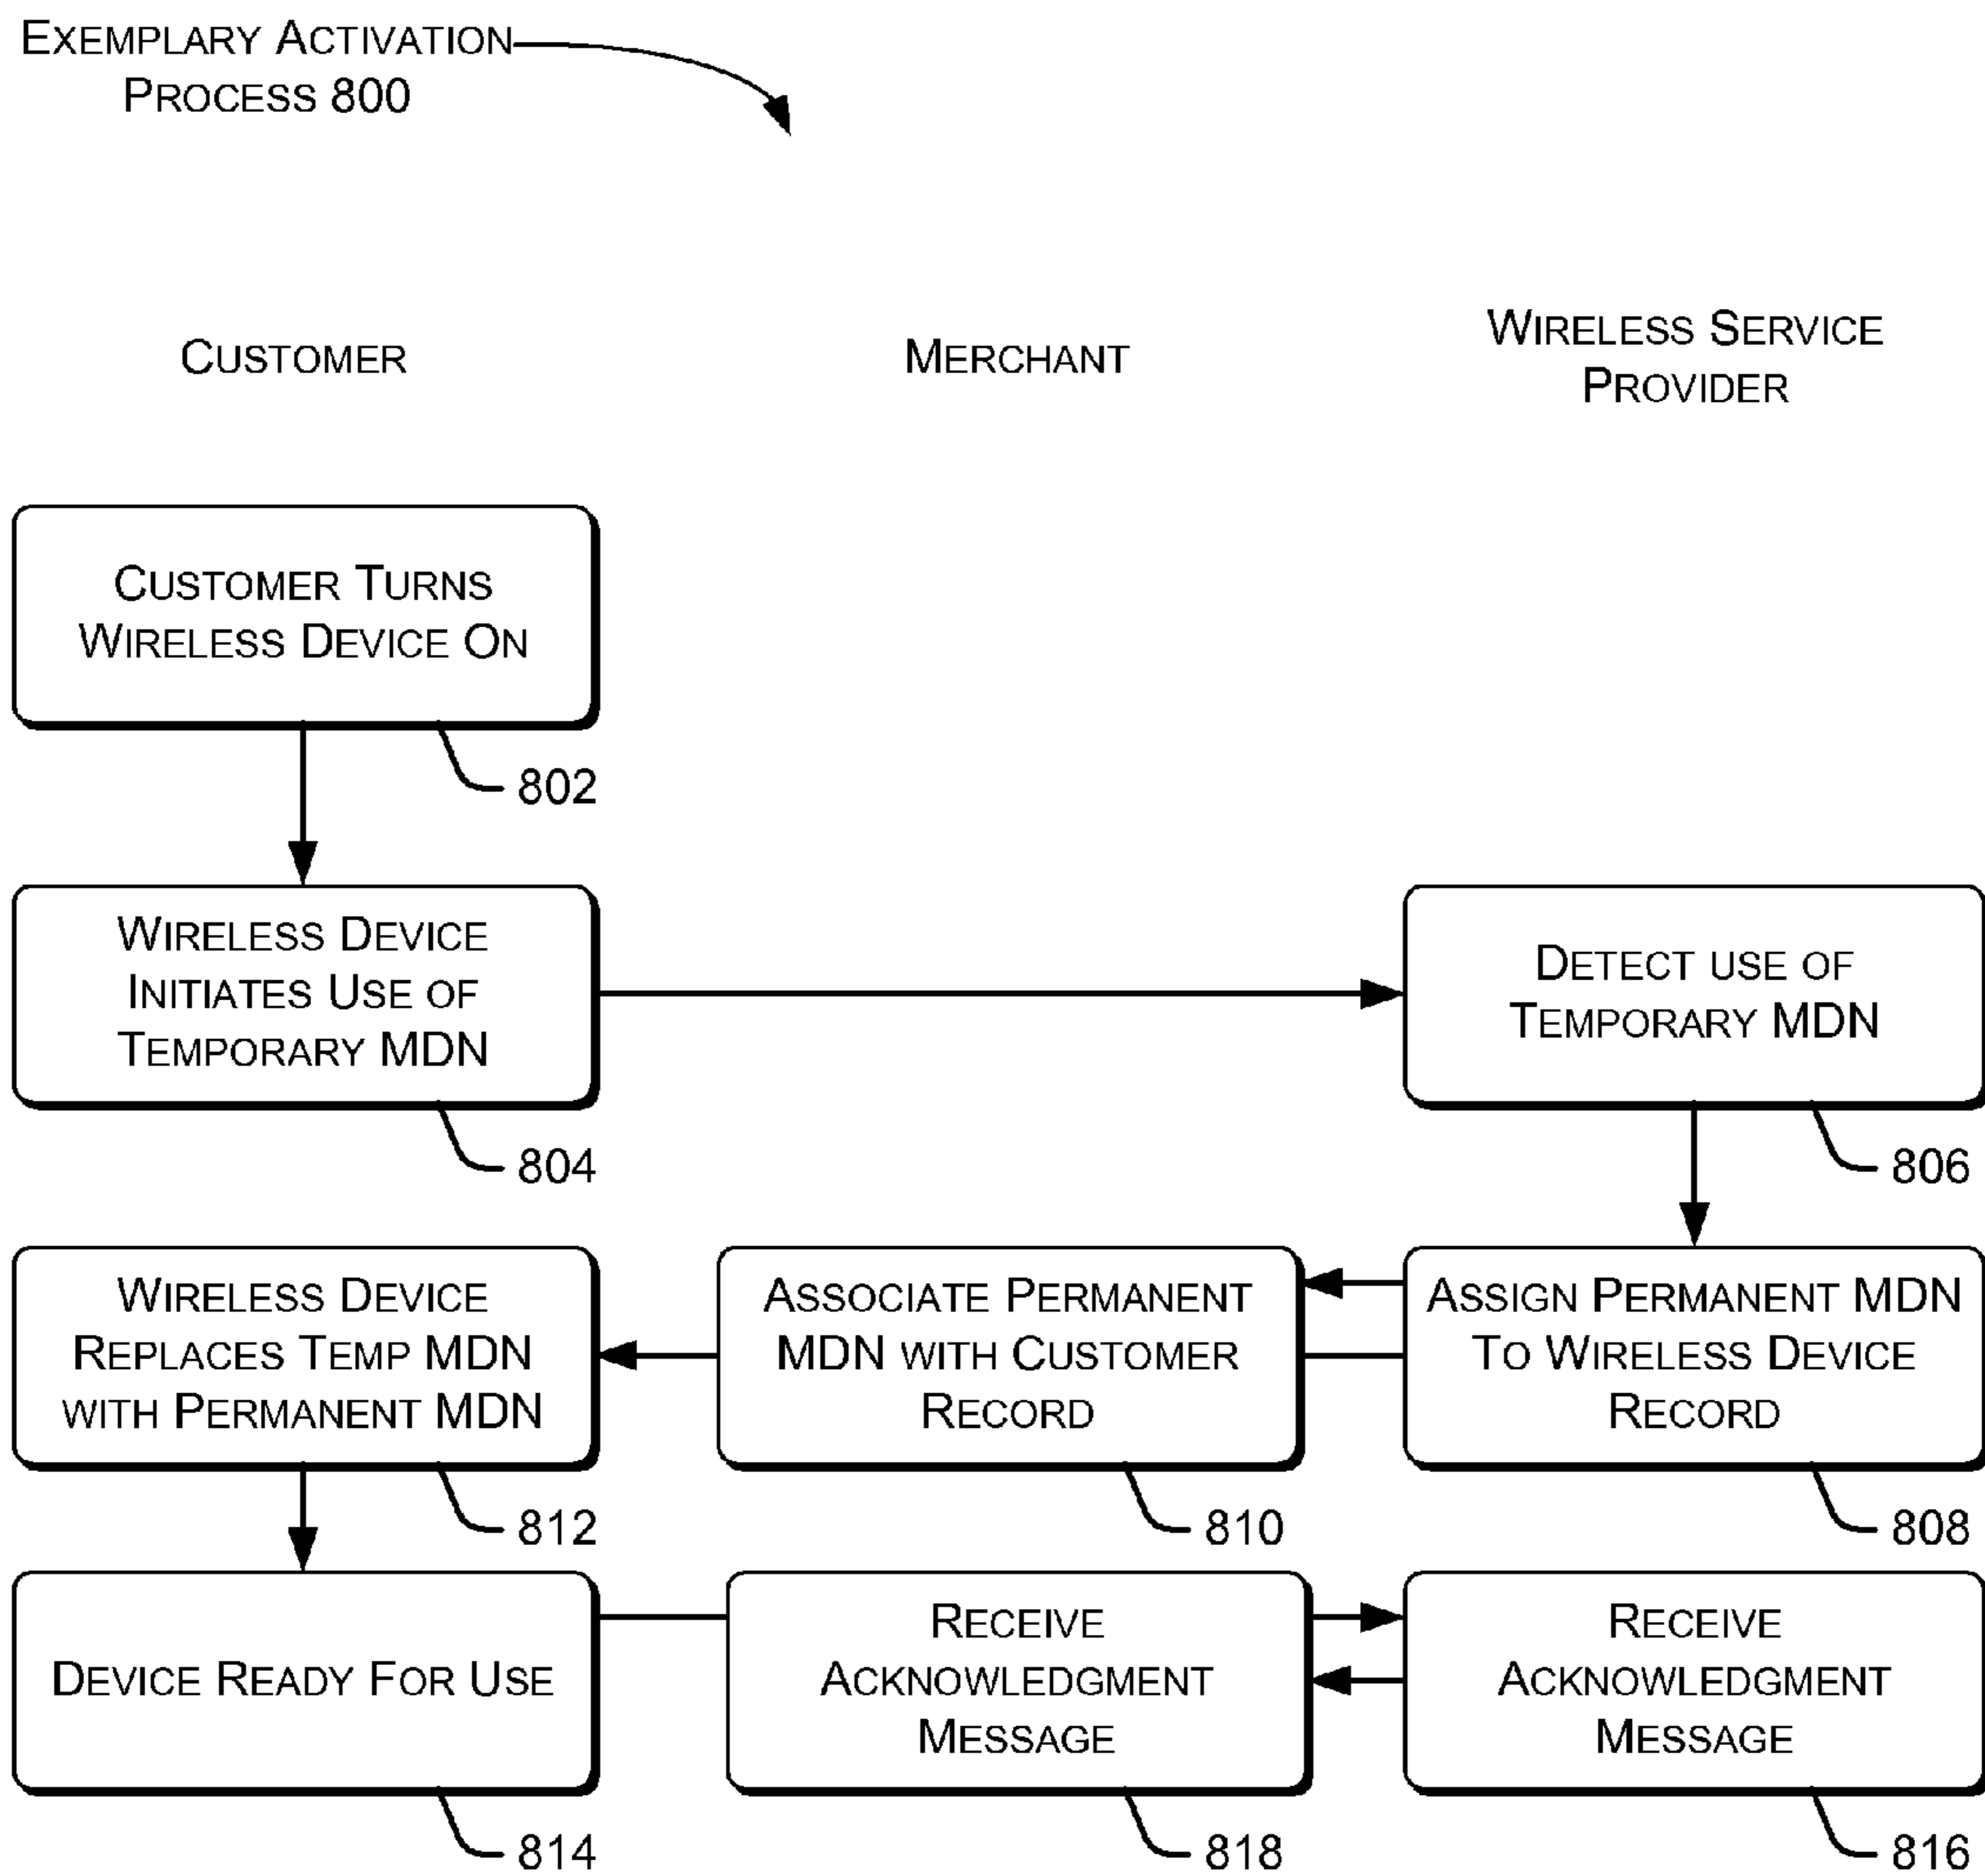 Exemplary Activation
Process 800
Customer
Merchant
Wireless Service
Provider
Customer Turns
Wireless Device On
802
Wireless Device
Initiates Use of
Temporary MDN
804
Detect use of
Temporary MDN
806
Wireless Device
Replaces Temp MDN
with Permanent MDN
812
Associate Permanent
MDN with Customer
Record
810
Assign Permanent MDN
To Wireless Device
Record
808
Device Ready For Use
814
Receive
Acknowledgment
Message
818
Receive
Acknowledgment
Message
816